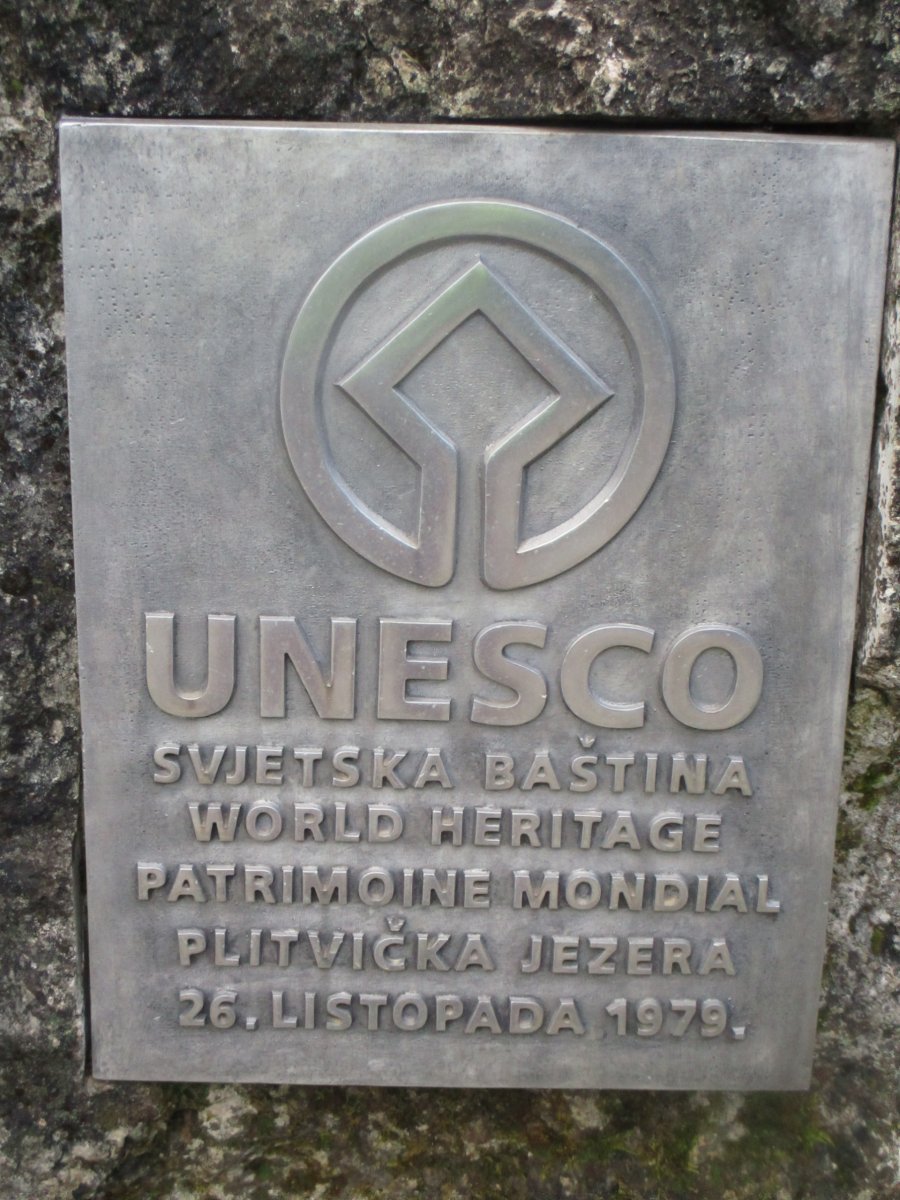 UNESCO
SVJETSKA BAŠTINA
WORLD HERITAGE
PATRIMOINE MONDIAL
PLITVIČKA JEZERA
26. LISTOPADA 1979.